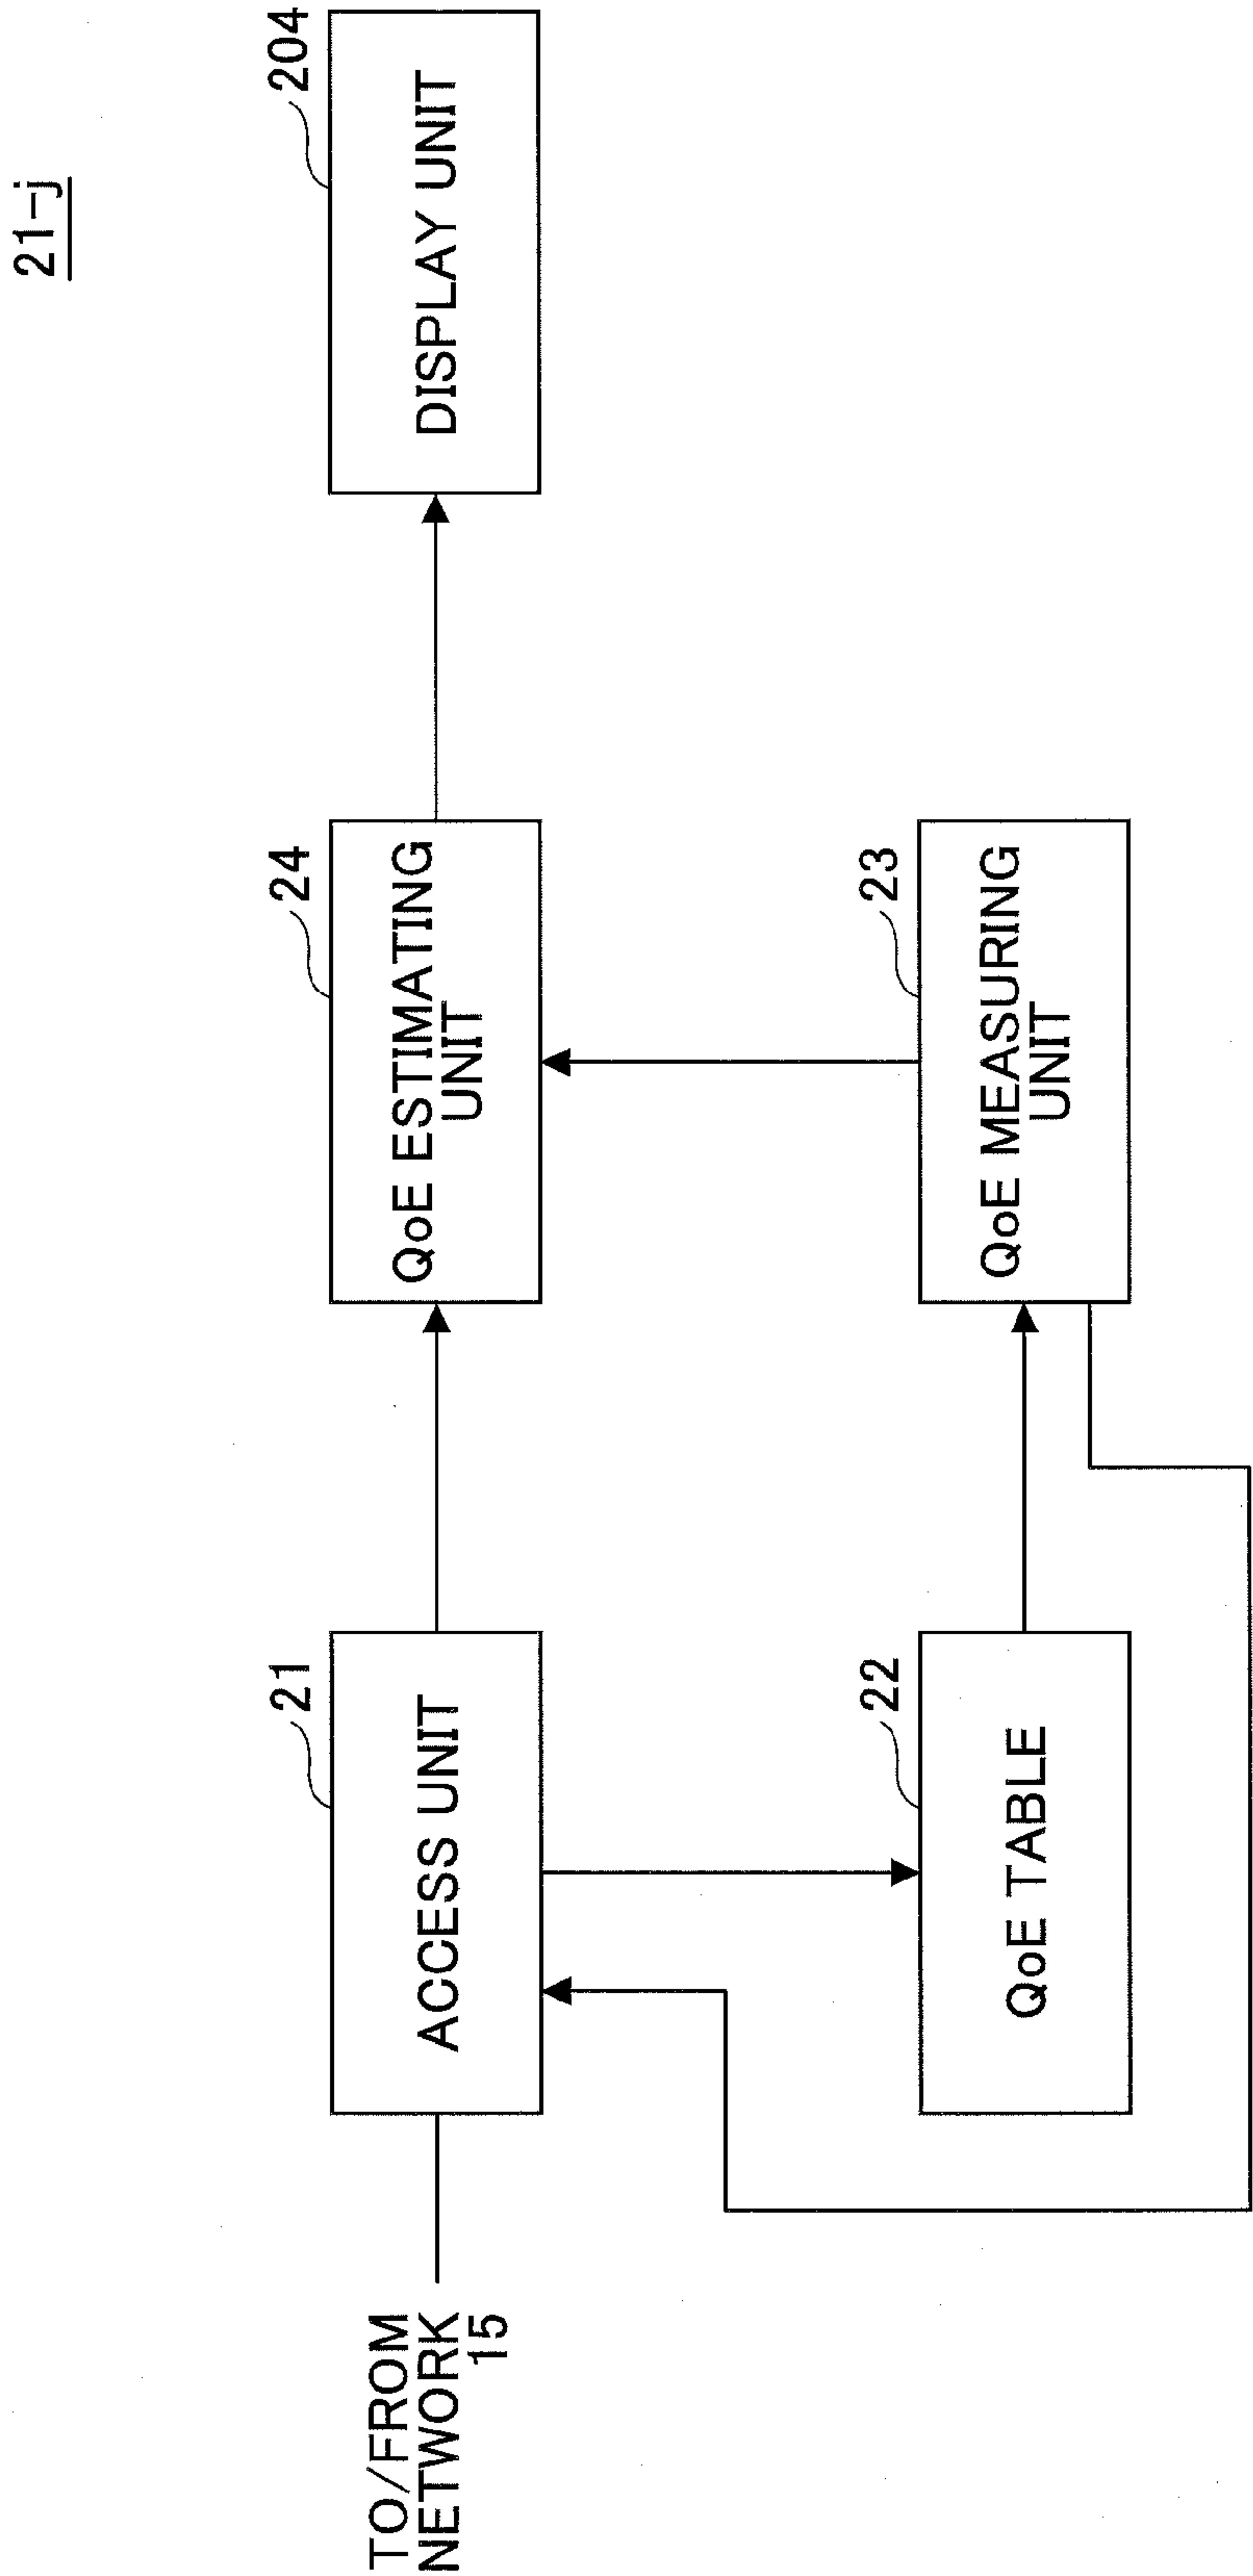 21-j
TO/FROM
NETWORK
15
21
ACCESS UNIT
24
QoE ESTIMATING
UNIT
204
DISPLAY UNIT
22
QoE TABLE
23
QoE MEASURING
UNIT